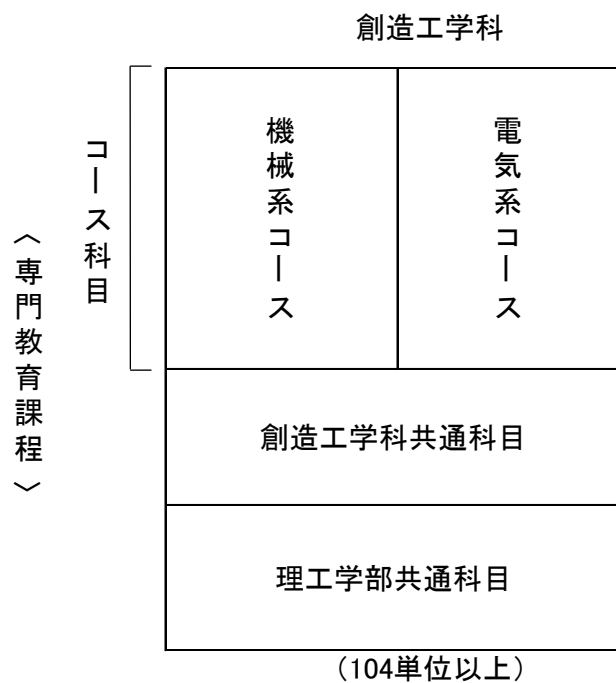 創造工学科
〈専門教育課程〉
コース科目
機械系コース
電気系コース
創造工学科共通科目
理工学部共通科目
(104単位以上)